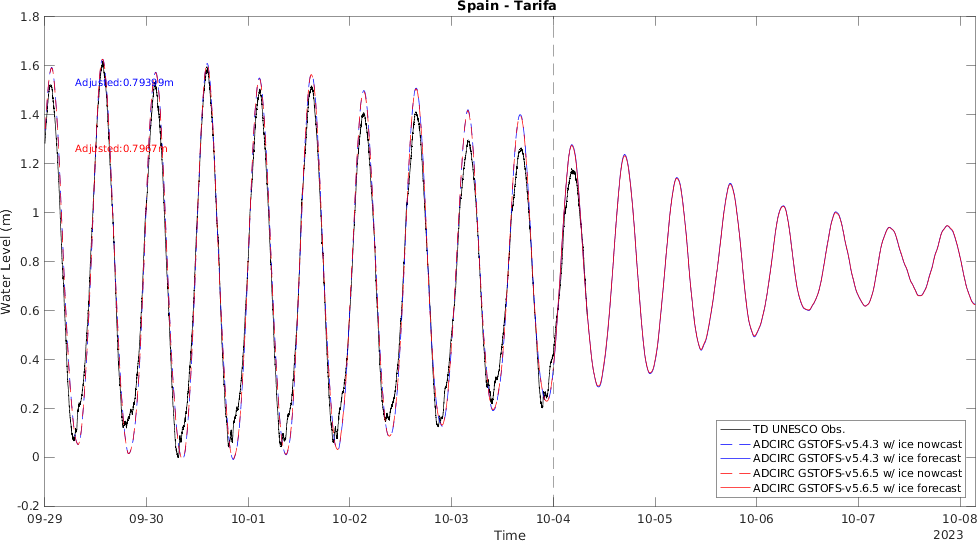 Spain - Tarifa
1.8
1.6
1.4
1.2
1
0.8
0.6
0.4
0.2
0
-0.2
Water Level (m)
Adjusted:0.79399m
Adjusted:0.7967m
TD UNESCO Obs.
ADCIRC GSTOFS-v5.4.3 w/ ice nowcast
ADCIRC GSTOFS-v5.4.3 w/ ice forecast
ADCIRC GSTOFS-v5.6.5 w/ ice nowcast
ADCIRC GSTOFS-v5.6.5 w/ ice forecast
09-29 09-30 10-01 10-02 10-03 10-04 10-05 10-06 10-07 10-08
Time
2023